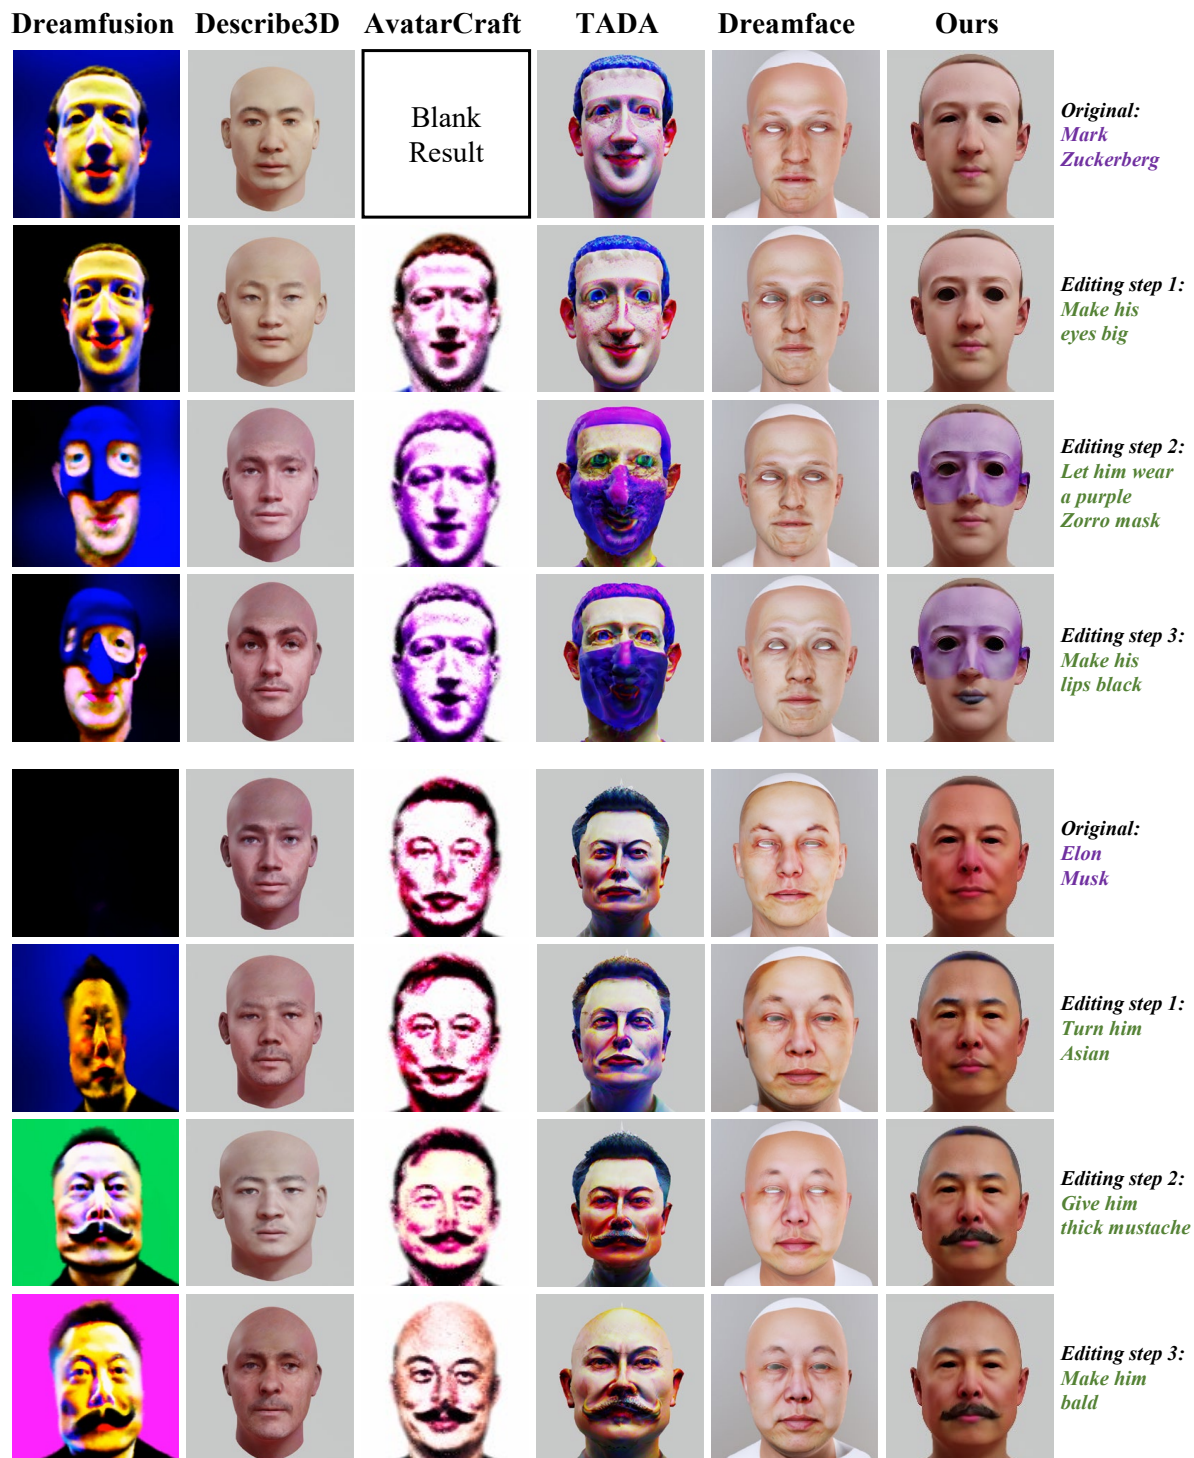 Dreamfusion Describe3D AvatarCraft TADA Dreamface Ours
Blank
Result
Original:
Mark
Zuckerberg
Editing step 1:
Make his
eyes big
Editing step 2:
Let him wear
a purple
Zorro mask
Editing step 3:
Make his
lips black
Original:
Elon
Musk
Editing step 1:
Turn him
Asian
Editing step 2:
Give him
thick mustache
Editing step 3:
Make him
bald